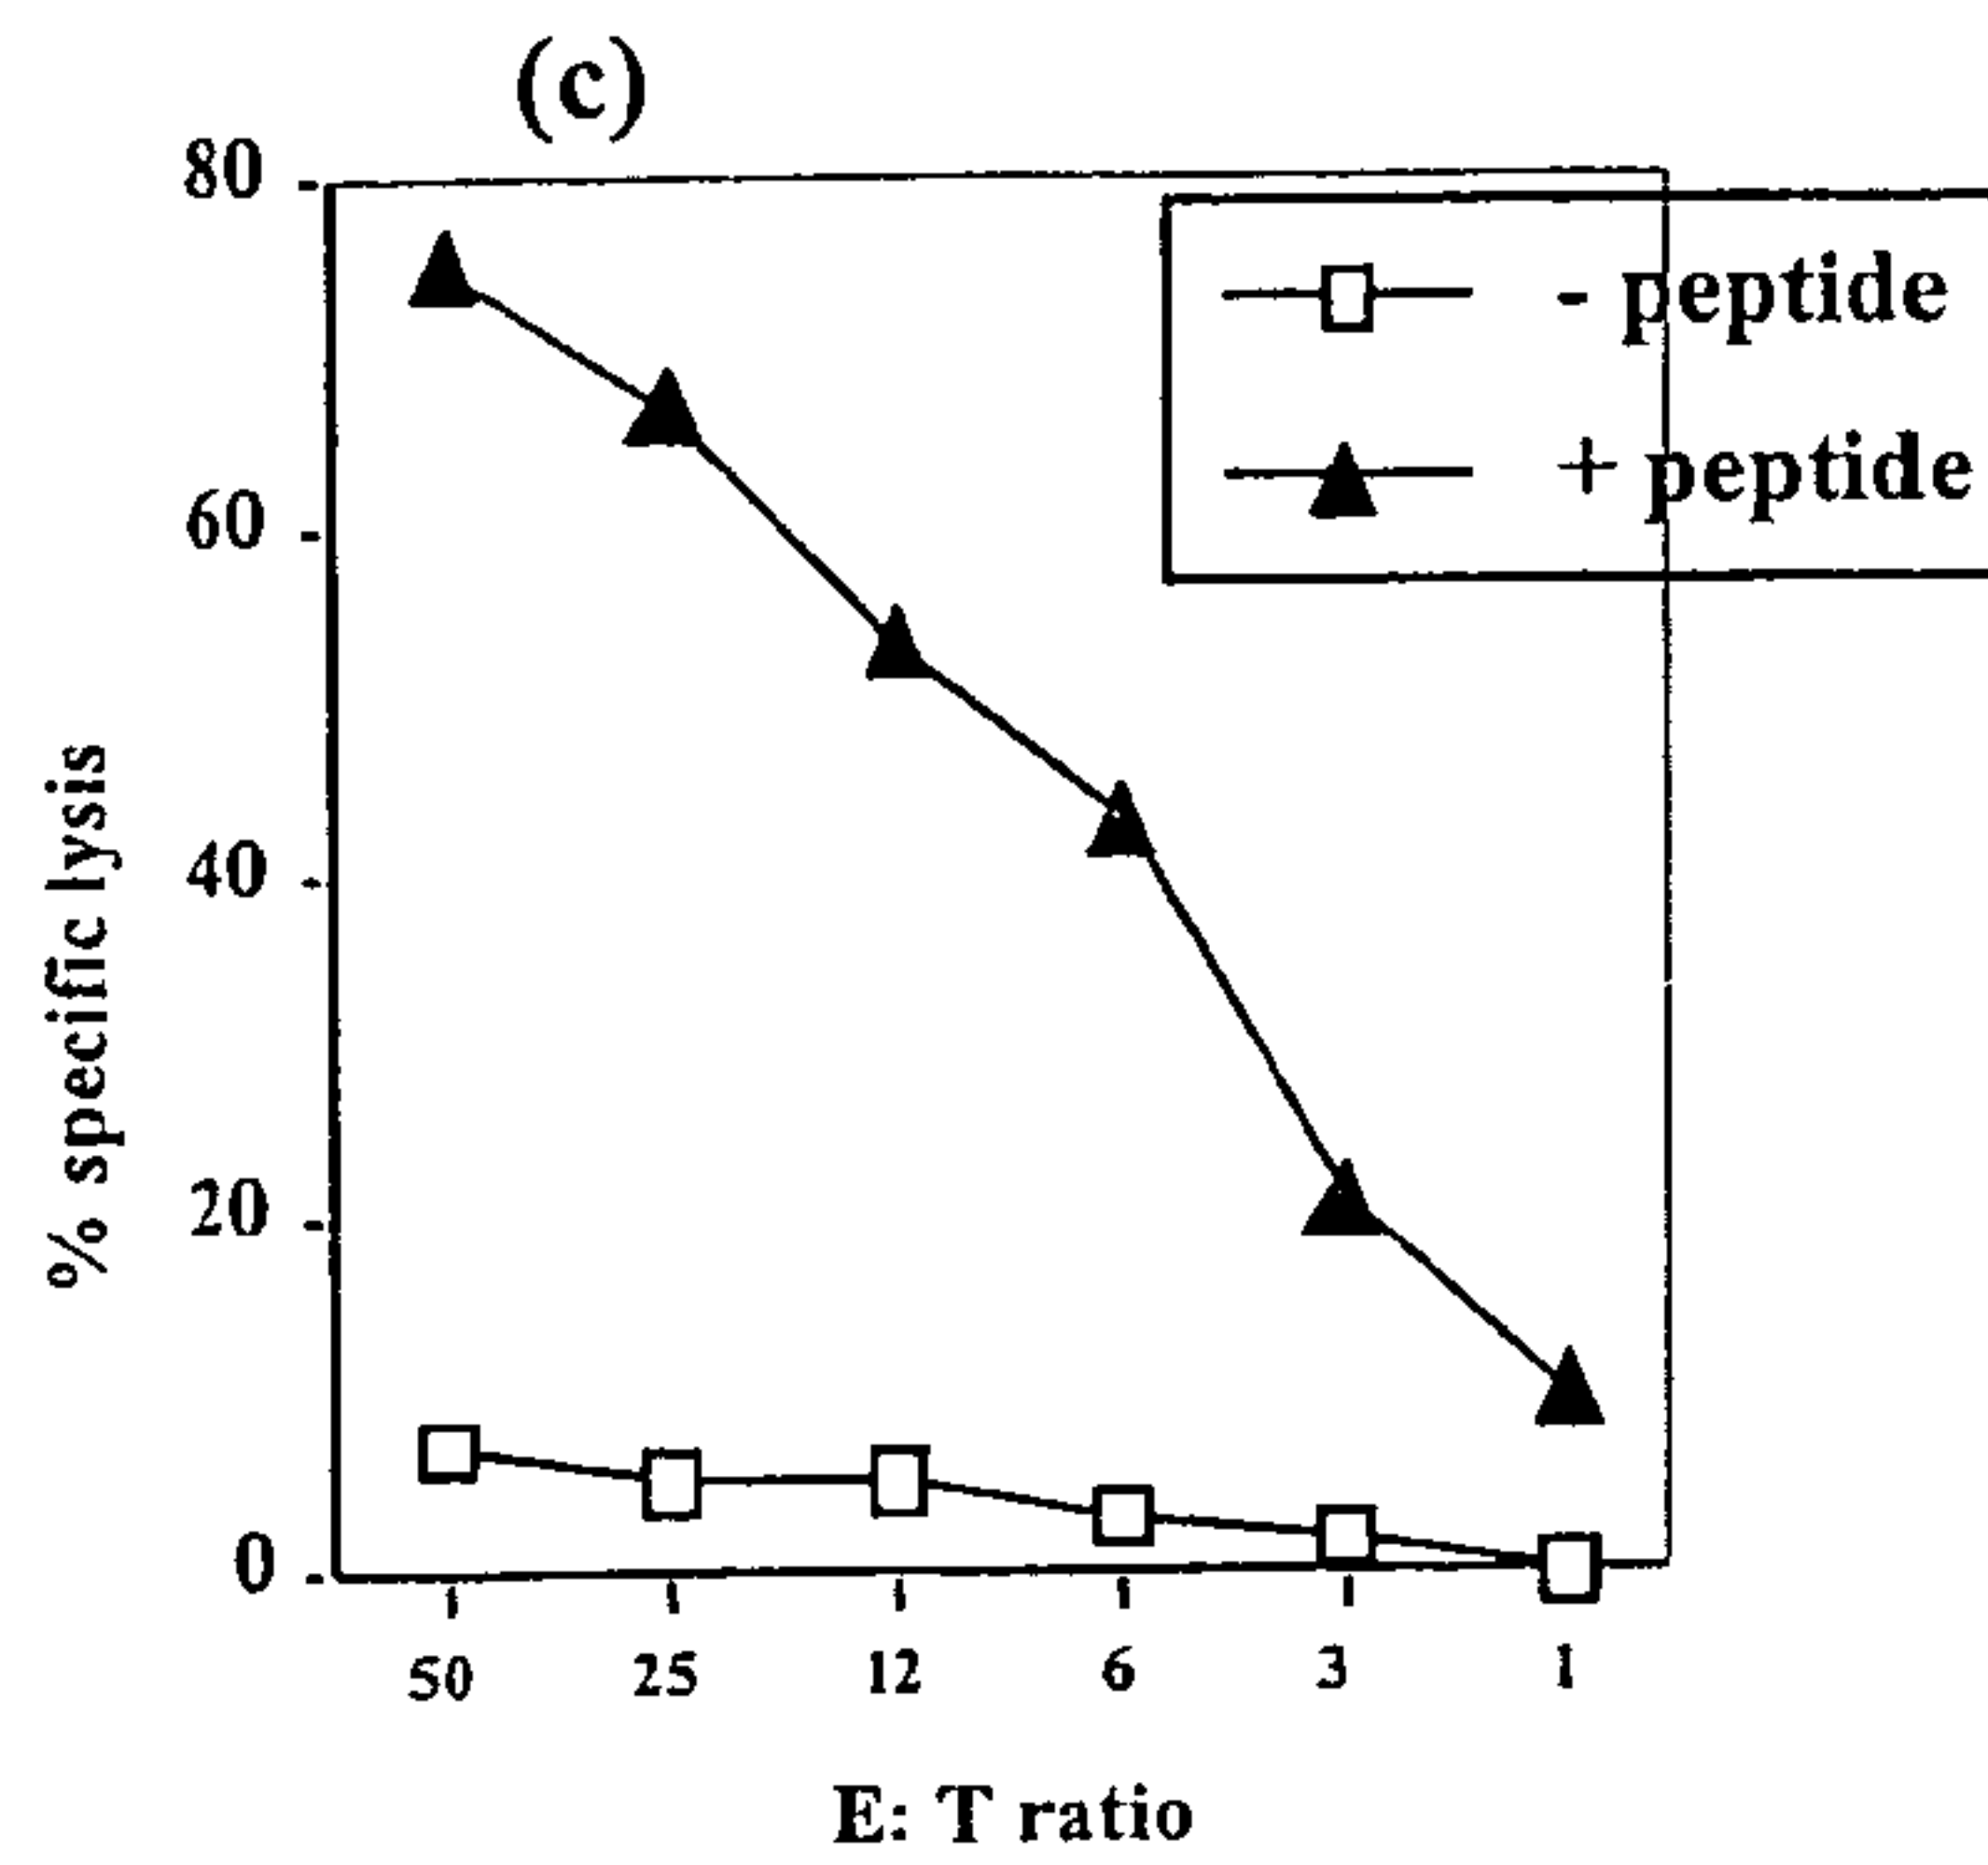 (c)
80
60
40
20
0
% specific lysis
- peptide
+ peptide
50 25 12 6 3 1
E: T ratio